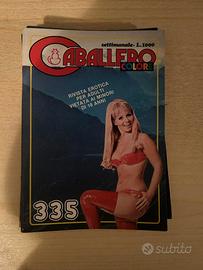 settimanale - L.1000
CABALLERO
COLOR
RIVISTA EROTICA
PER ADULTI
VIETATA AI MINORI
DI 18 ANNI
335
subito